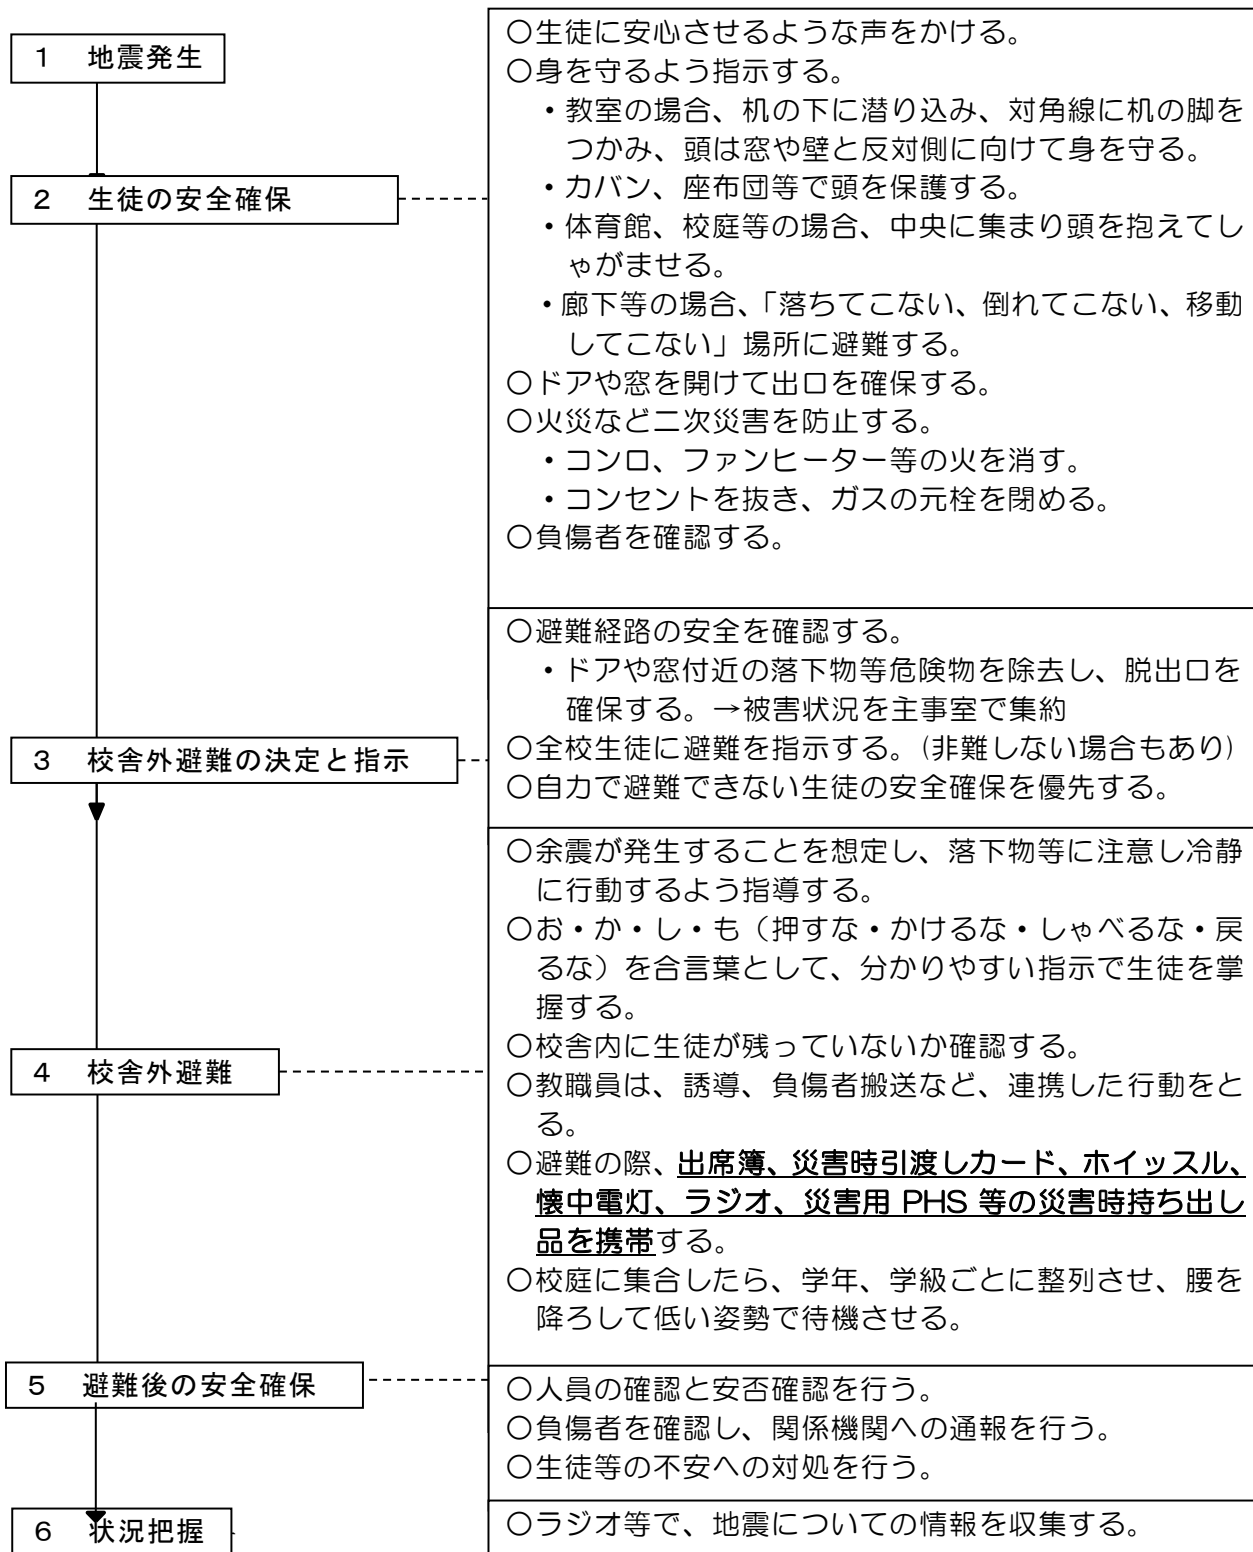 １　地震発生
○生徒に安心させるような声をかける。
○身を守るよう指示する。
・教室の場合、机の下に潜り込み、対角線に机の脚を
つかみ、頭は窓や壁と反対側に向けて身を守る。
２　生徒の安全確保
・カバン、座布団等で頭を保護する。
・体育館、校庭等の場合、中央に集まり頭を抱えてし
ゃがませる。
・廊下等の場合、「落ちてこない、倒れてこない、移動
してこない」場所に避難する。
○ドアや窓を開けて出口を確保する。
○火災など二次災害を防止する。
・コンロ、ファンヒーター等の火を消す。
・コンセントを抜き、ガスの元栓を閉める。
○負傷者を確認する。
３　校舎外避難の決定と指示
○避難経路の安全を確認する。
・ドアや窓付近の落下物等危険物を除去し、脱出口を
確保する。→被害状況を主事室で集約
○全校生徒に避難を指示する。（非難しない場合もあり）
○自力で避難できない生徒の安全確保を優先する。
４　校舎外避難
○余震が発生することを想定し、落下物等に注意し冷静
に行動するよう指導する。
○お・か・し・も（押すな・かけるな・しゃべるな・戻
るな）を合言葉として、分かりやすい指示で生徒を掌
握する。
○校舎内に生徒が残っていないか確認する。
○教職員は、誘導、負傷者搬送など、連携した行動をと
る。
○避難の際、出席簿、災害時引渡しカード、ホイッスル、
懐中電灯、ラジオ、災害用 PHS 等の災害時持ち出し
品を携帯する。
○校庭に集合したら、学年、学級ごとに整列させ、腰を
降ろして低い姿勢で待機させる。
５　避難後の安全確保
○人員の確認と安否確認を行う。
○負傷者を確認し、関係機関への通報を行う。
○生徒等の不安への対処を行う。
６　状況把握
○ラジオ等で、地震についての情報を収集する。